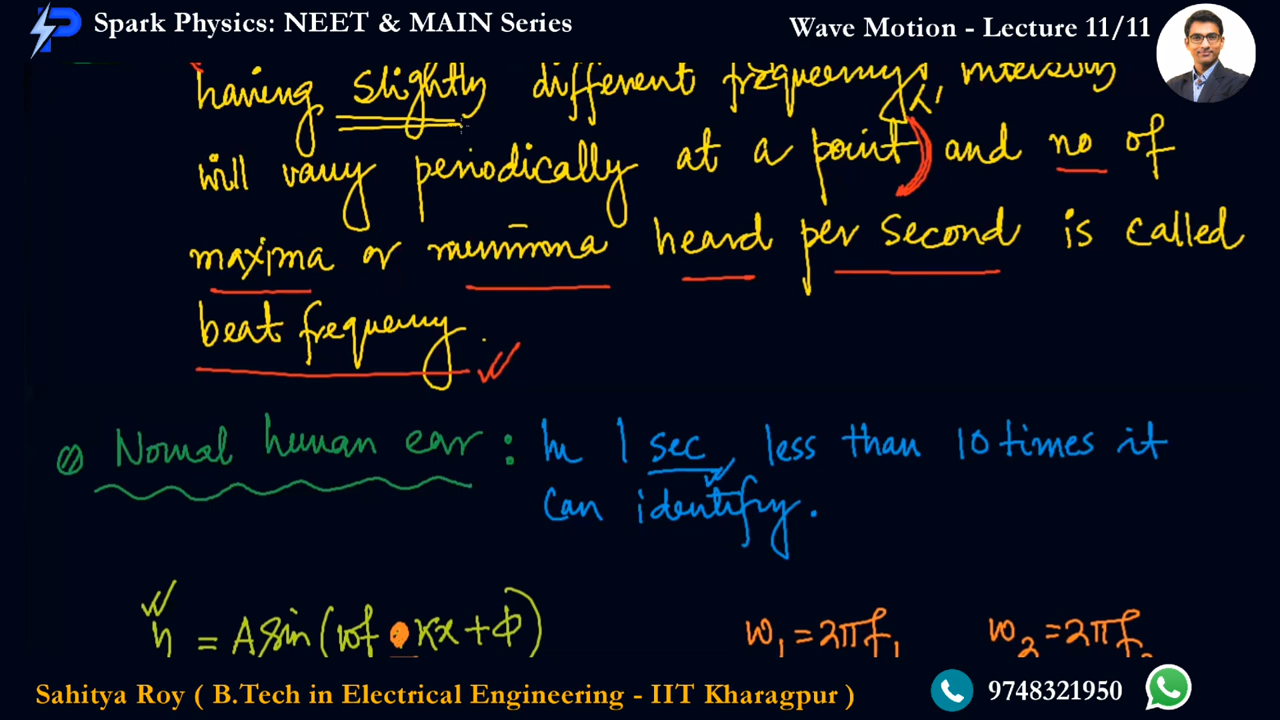 Spark Physics: NEET & MAIN Series
Wave Motion - Lecture 11/11
having slightly different frequency, intensity
will vary periodically at a point and no of
maxima or minima heard per second is called
beat frequency.
Normal human ear : In 1 sec, less than 10 times it
can identify.
= A sin( wt Kx + Φ)
w1 = 2πf1 w2 = 2πf2
Sahitya Roy ( B.Tech in Electrical Engineering - IIT Kharagpur )
9748321950